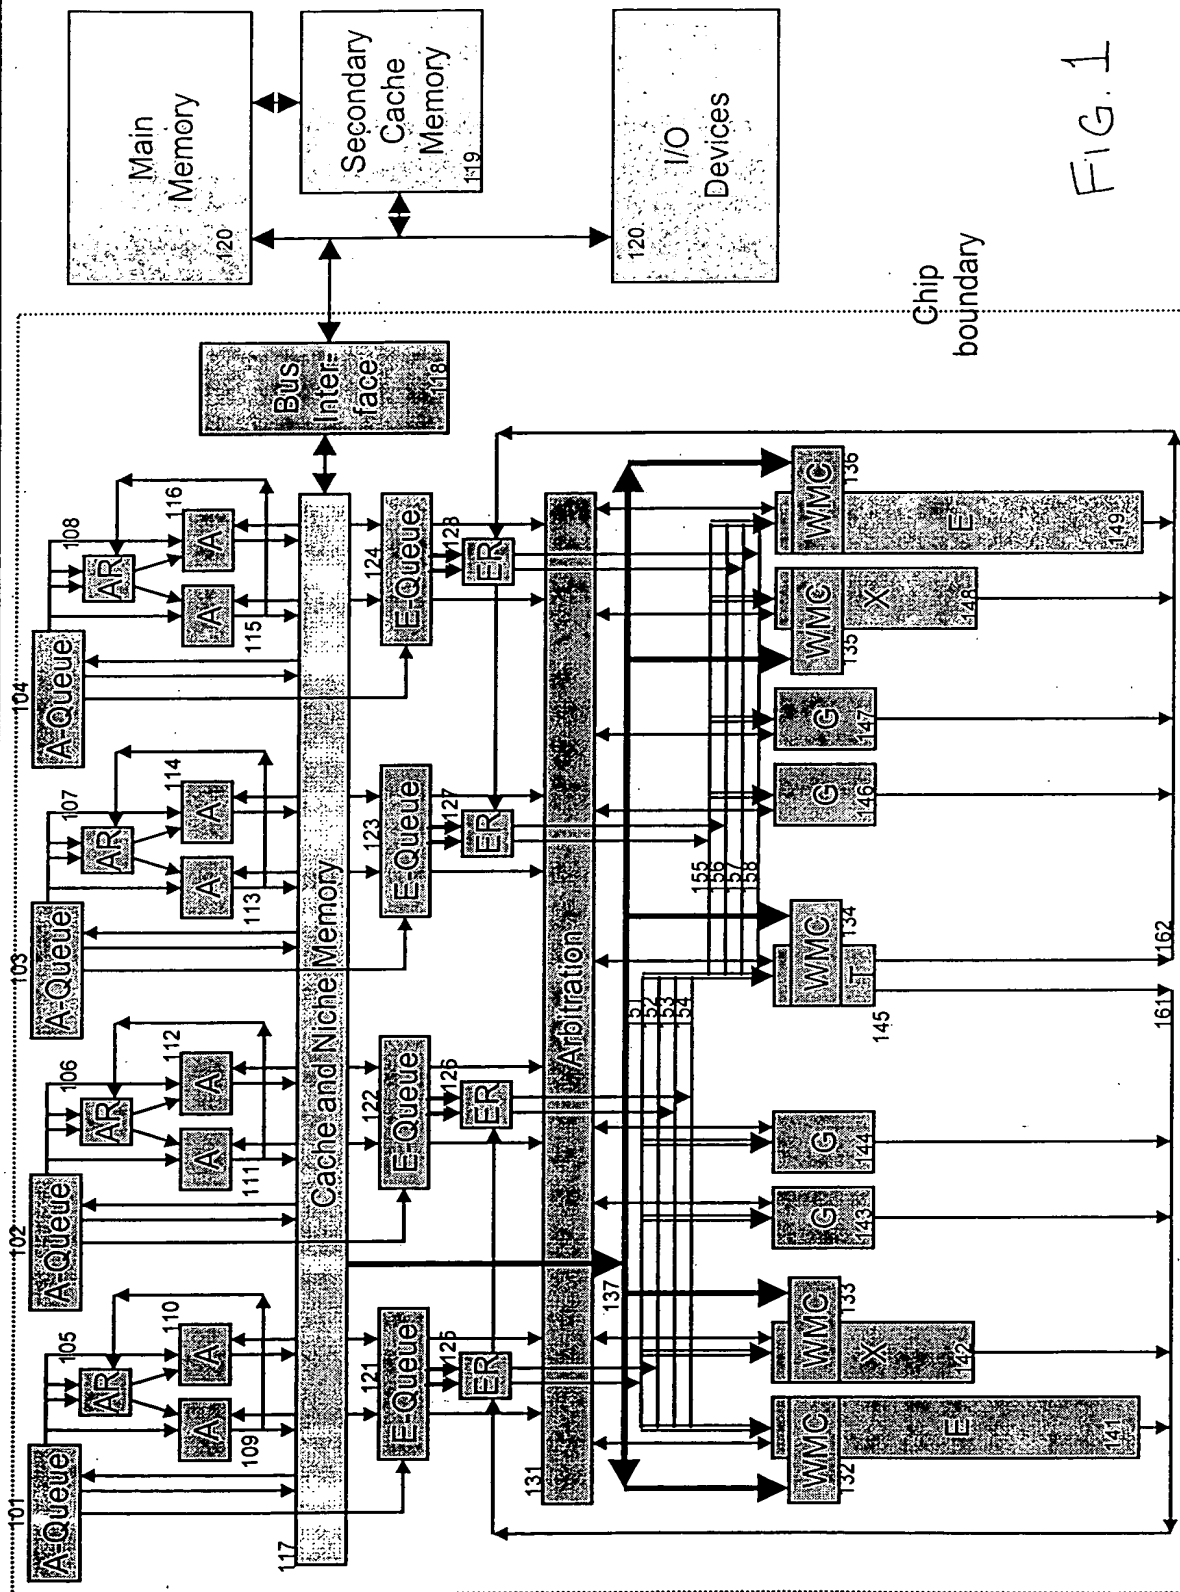 Main
Memory
120
Secondary
Cache
Memory
119
I/O
Devices
120.
FIG. 1
Chip
boundary
Bus
Inter-
face
118
101
A-Queue
105
AR
110
A
A
109
102
A-Queue
106
AR
112
A
A
111
103
A-Queue
107
AR
114
A
A
113
104
A-Queue
108
AR
116
A
A
115
117
Cache and Niche Memory
121
E-Queue
126
ER
122
E-Queue
126
ER
123
E-Queue
127
ER
124
E-Queue
128
ER
131
Arbitration
137
151
152
153
154
155
156
157
158
WMC
132
E
141
WMC
133
X
142
G
143
G
144
WMC
134
T
145
G
146
G
147
WMC
135
X
148
WMC
136
E
149
161
162